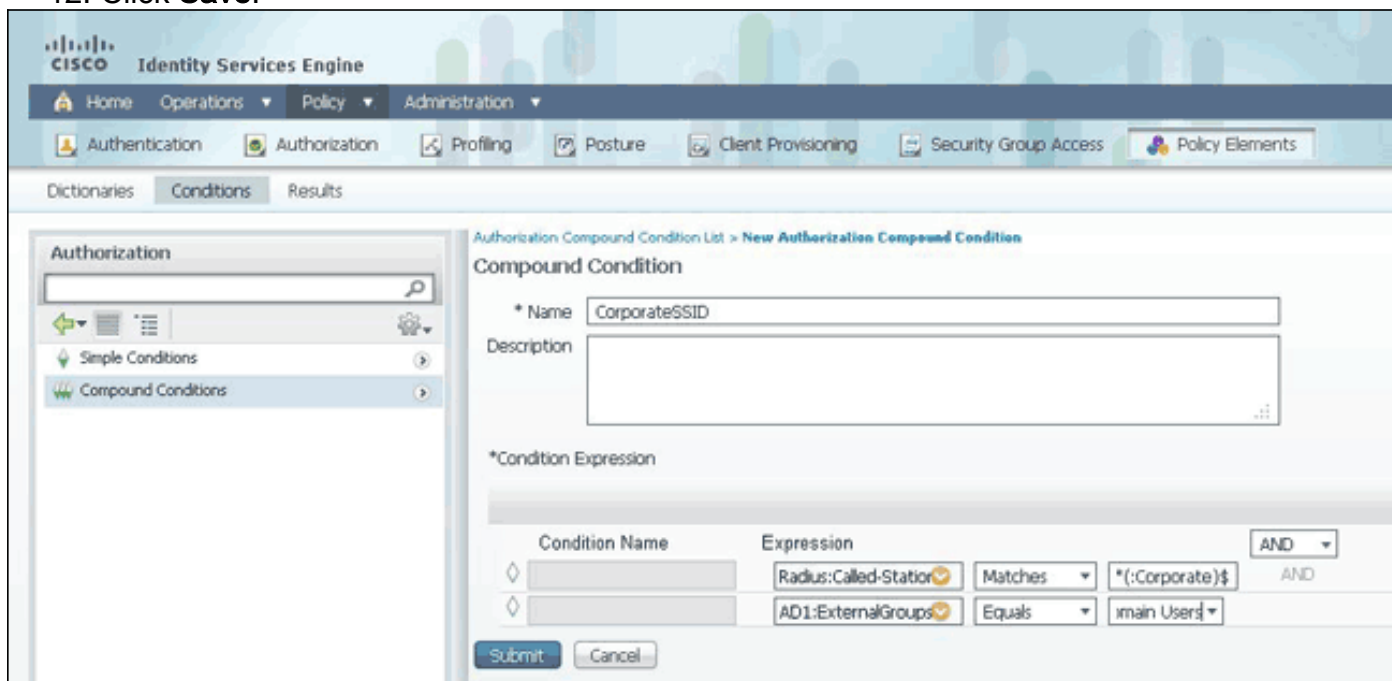 12. Click Save.
CISCO Identity Services Engine
Home Operations Policy Administration
Authentication Authorization Profiling Posture Client Provisioning Security Group Access Policy Elements
Dictionaries Conditions Results
Authorization
Simple Conditions
Compound Conditions
Authorization Compound Condition List > New Authorization Compound Condition
Compound Condition
* Name CorporateSSID
Description
*Condition Expression
Condition Name Expression AND
Radius:Called-Station Matches *(:Corporate)$ AND
AD1:ExternalGroups Equals main Users
Submit Cancel